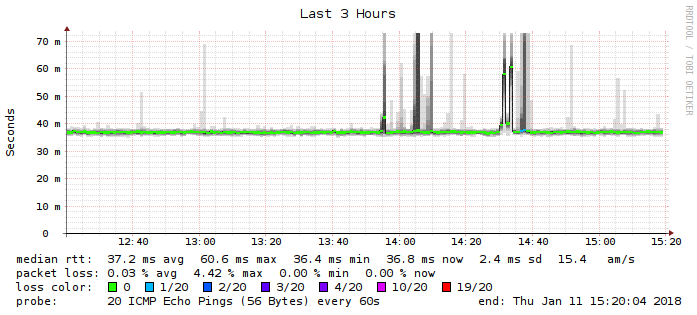 Last 3 Hours
RRDTOOL / TOBI OETIKER
Seconds
70 m
60 m
50 m
40 m
30 m
20 m
10 m
0
12:40 13:00 13:20 13:40 14:00 14:20 14:40 15:00 15:20
median rtt: 37.2 ms avg 60.6 ms max 36.4 ms min 36.8 ms now 2.4 ms sd 15.4 am/s
packet loss: 0.03 % avg 4.42 % max 0.00 % min 0.00 % now
loss color: 0 1/20 2/20 3/20 4/20 10/20 19/20
probe: 20 ICMP Echo Pings (56 Bytes) every 60s end: Thu Jan 11 15:20:04 2018